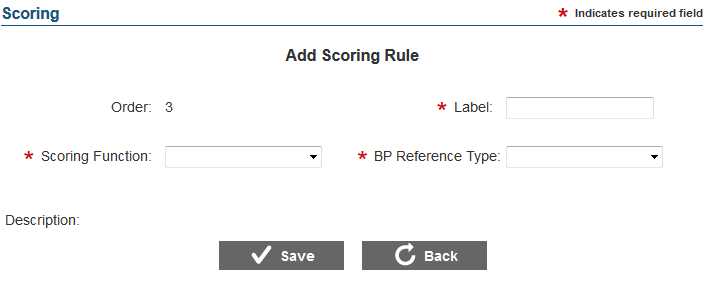 Scoring
* Indicates required field
Add Scoring Rule
Order: 3
* Label:
* Scoring Function:
* BP Reference Type:
Description:
Save
Back